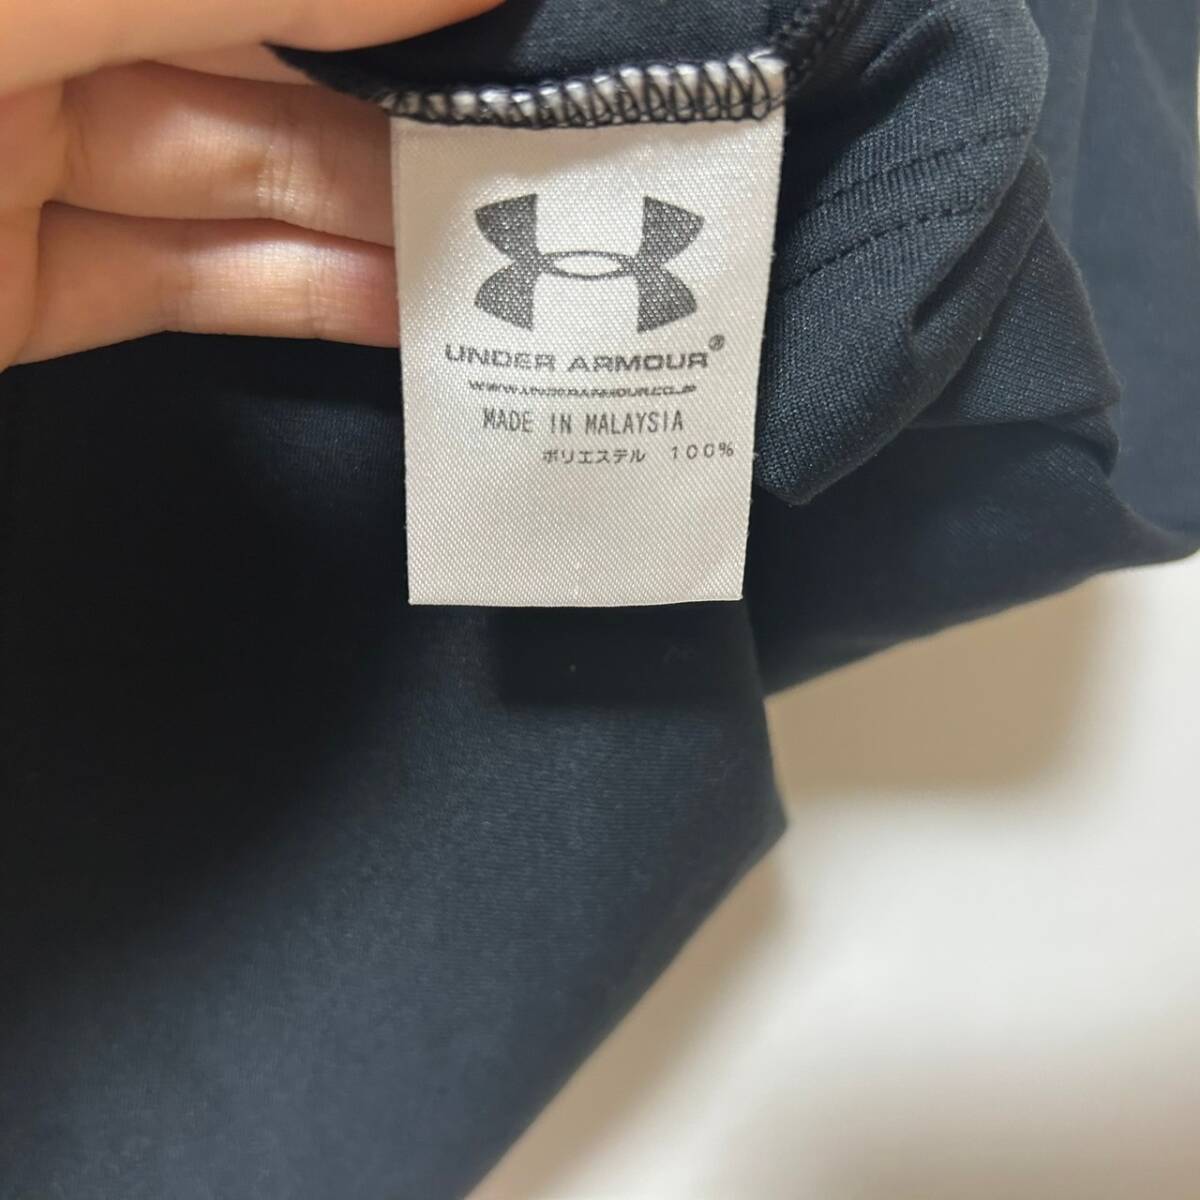 UNDER ARMOUR®
WWW.UNDERARMOUR.CO.JP
MADE IN MALAYSIA
ポリエステル 100%